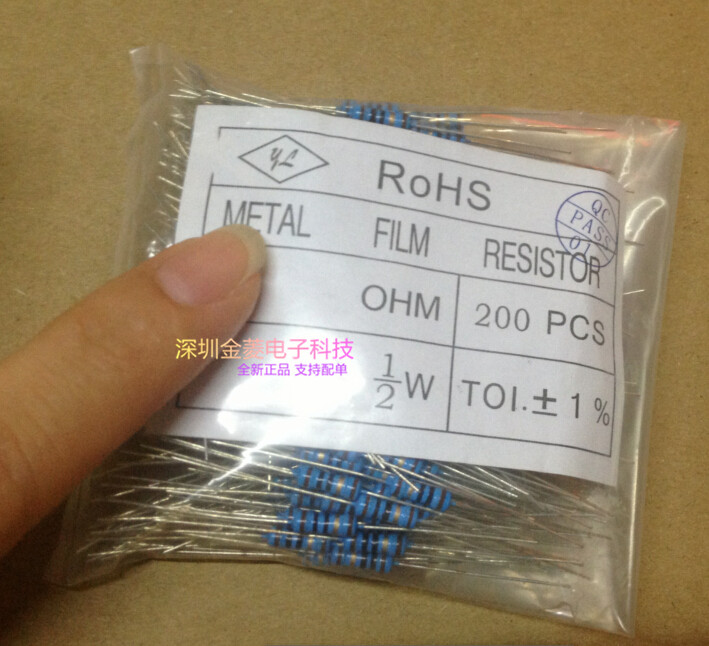 YL
RoHS
QC
PASS
01
METAL FILM RESISTOR
OHM 200 PCS
深圳金菱电子科技
全新正品 支持配单
1/2W TOl.±1%